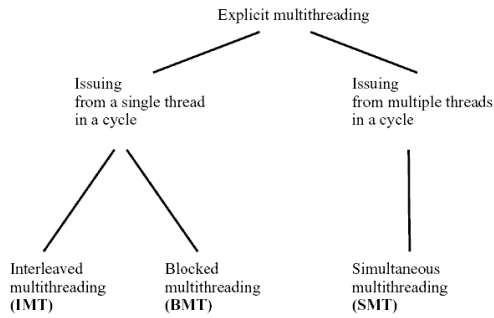 Explicit multithreading
Issuing
from a single thread
in a cycle
Issuing
from multiple threads
in a cycle
Interleaved
multithreading
(IMT)
Blocked
multithreading
(BMT)
Simultaneous
multithreading
(SMT)